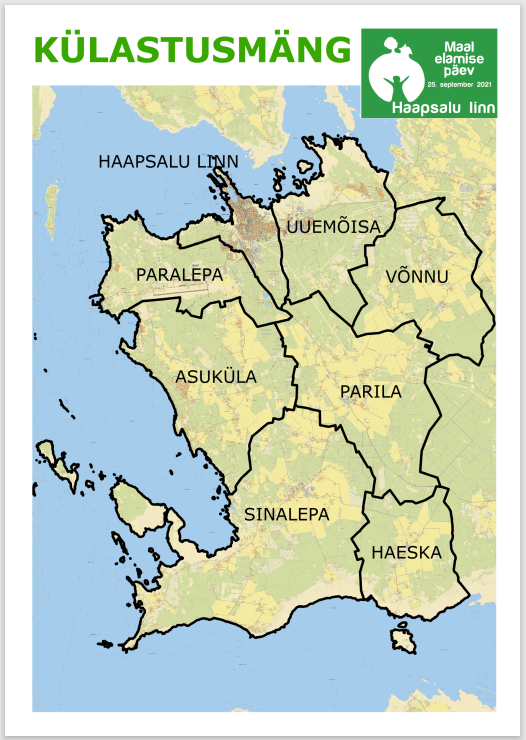 KÜLASTUSMÄNG
Maal
elamise
päev
25. september 2021
Haapsalu linn
HAAPSALU LINN
UUEMÕISA
PARALEPA
VÕNNU
ASUKÜLA
PARILA
SINALEPA
HAESKA